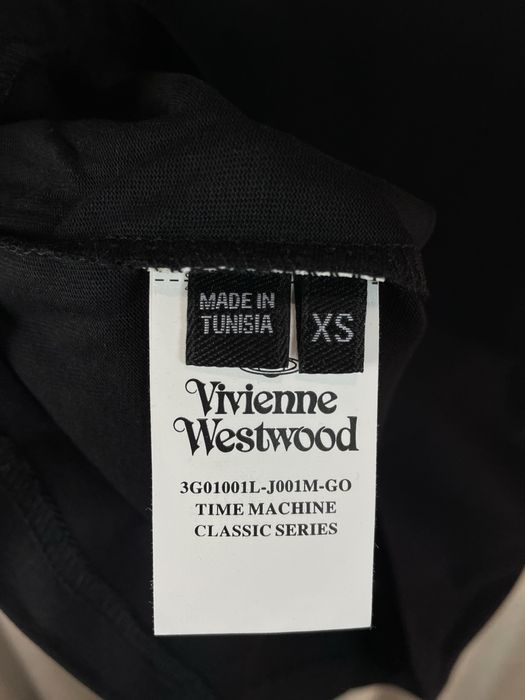 MADE IN
TUNISIA
XS
Vivienne
Westwood
3G01001L-J001M-GO
TIME MACHINE
CLASSIC SERIES